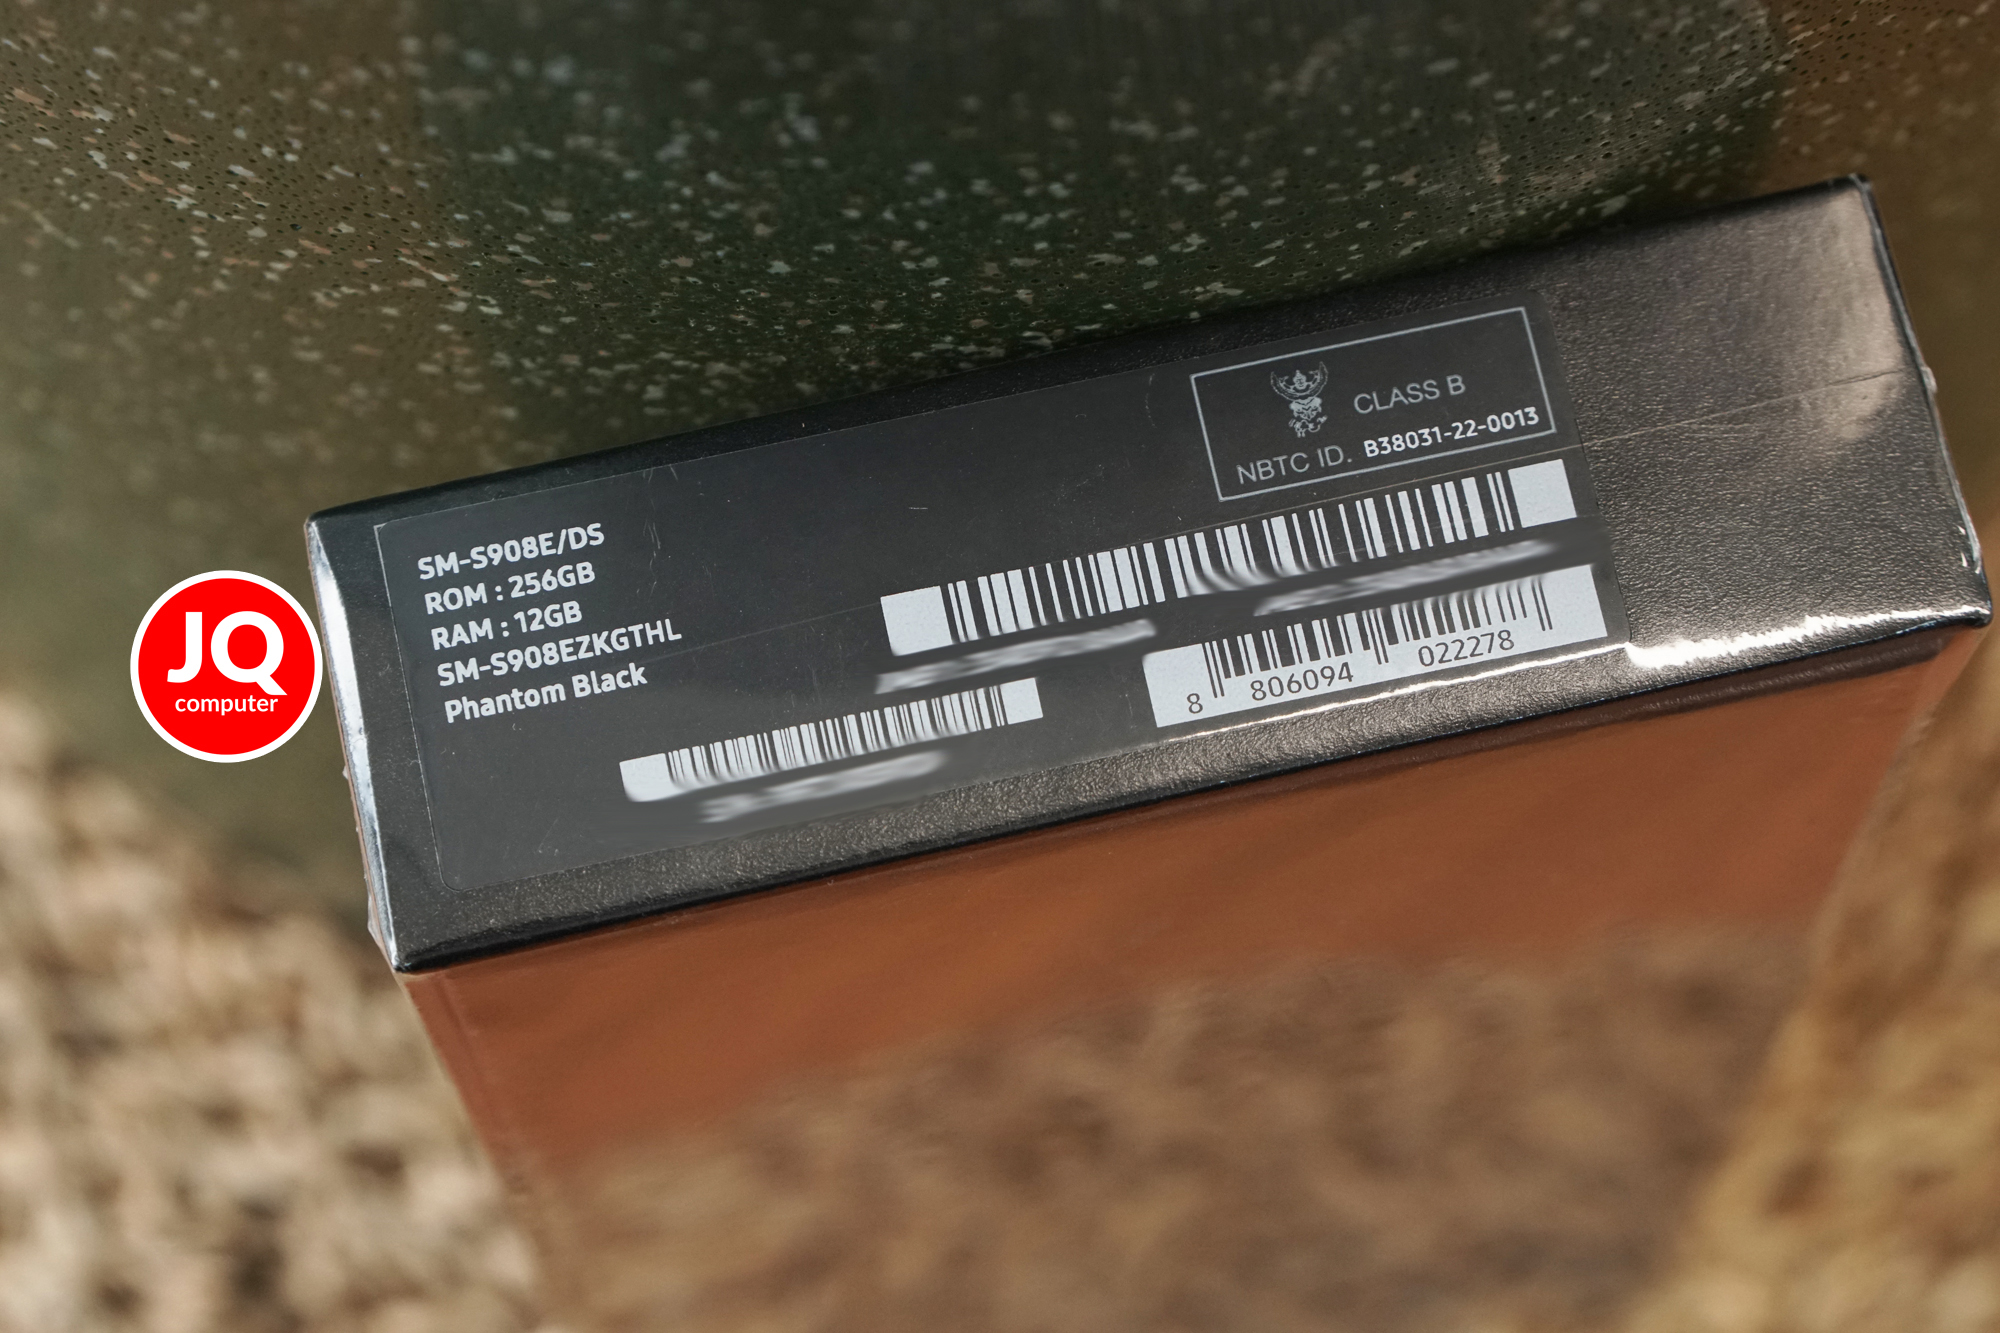 JQ
computer
SM-S908E/DS
ROM : 256GB
RAM : 12GB
SM-S908EZKGTHL
Phantom Black
CLASS B
NBTC ID. B38031-22-0013
8 806094 022278